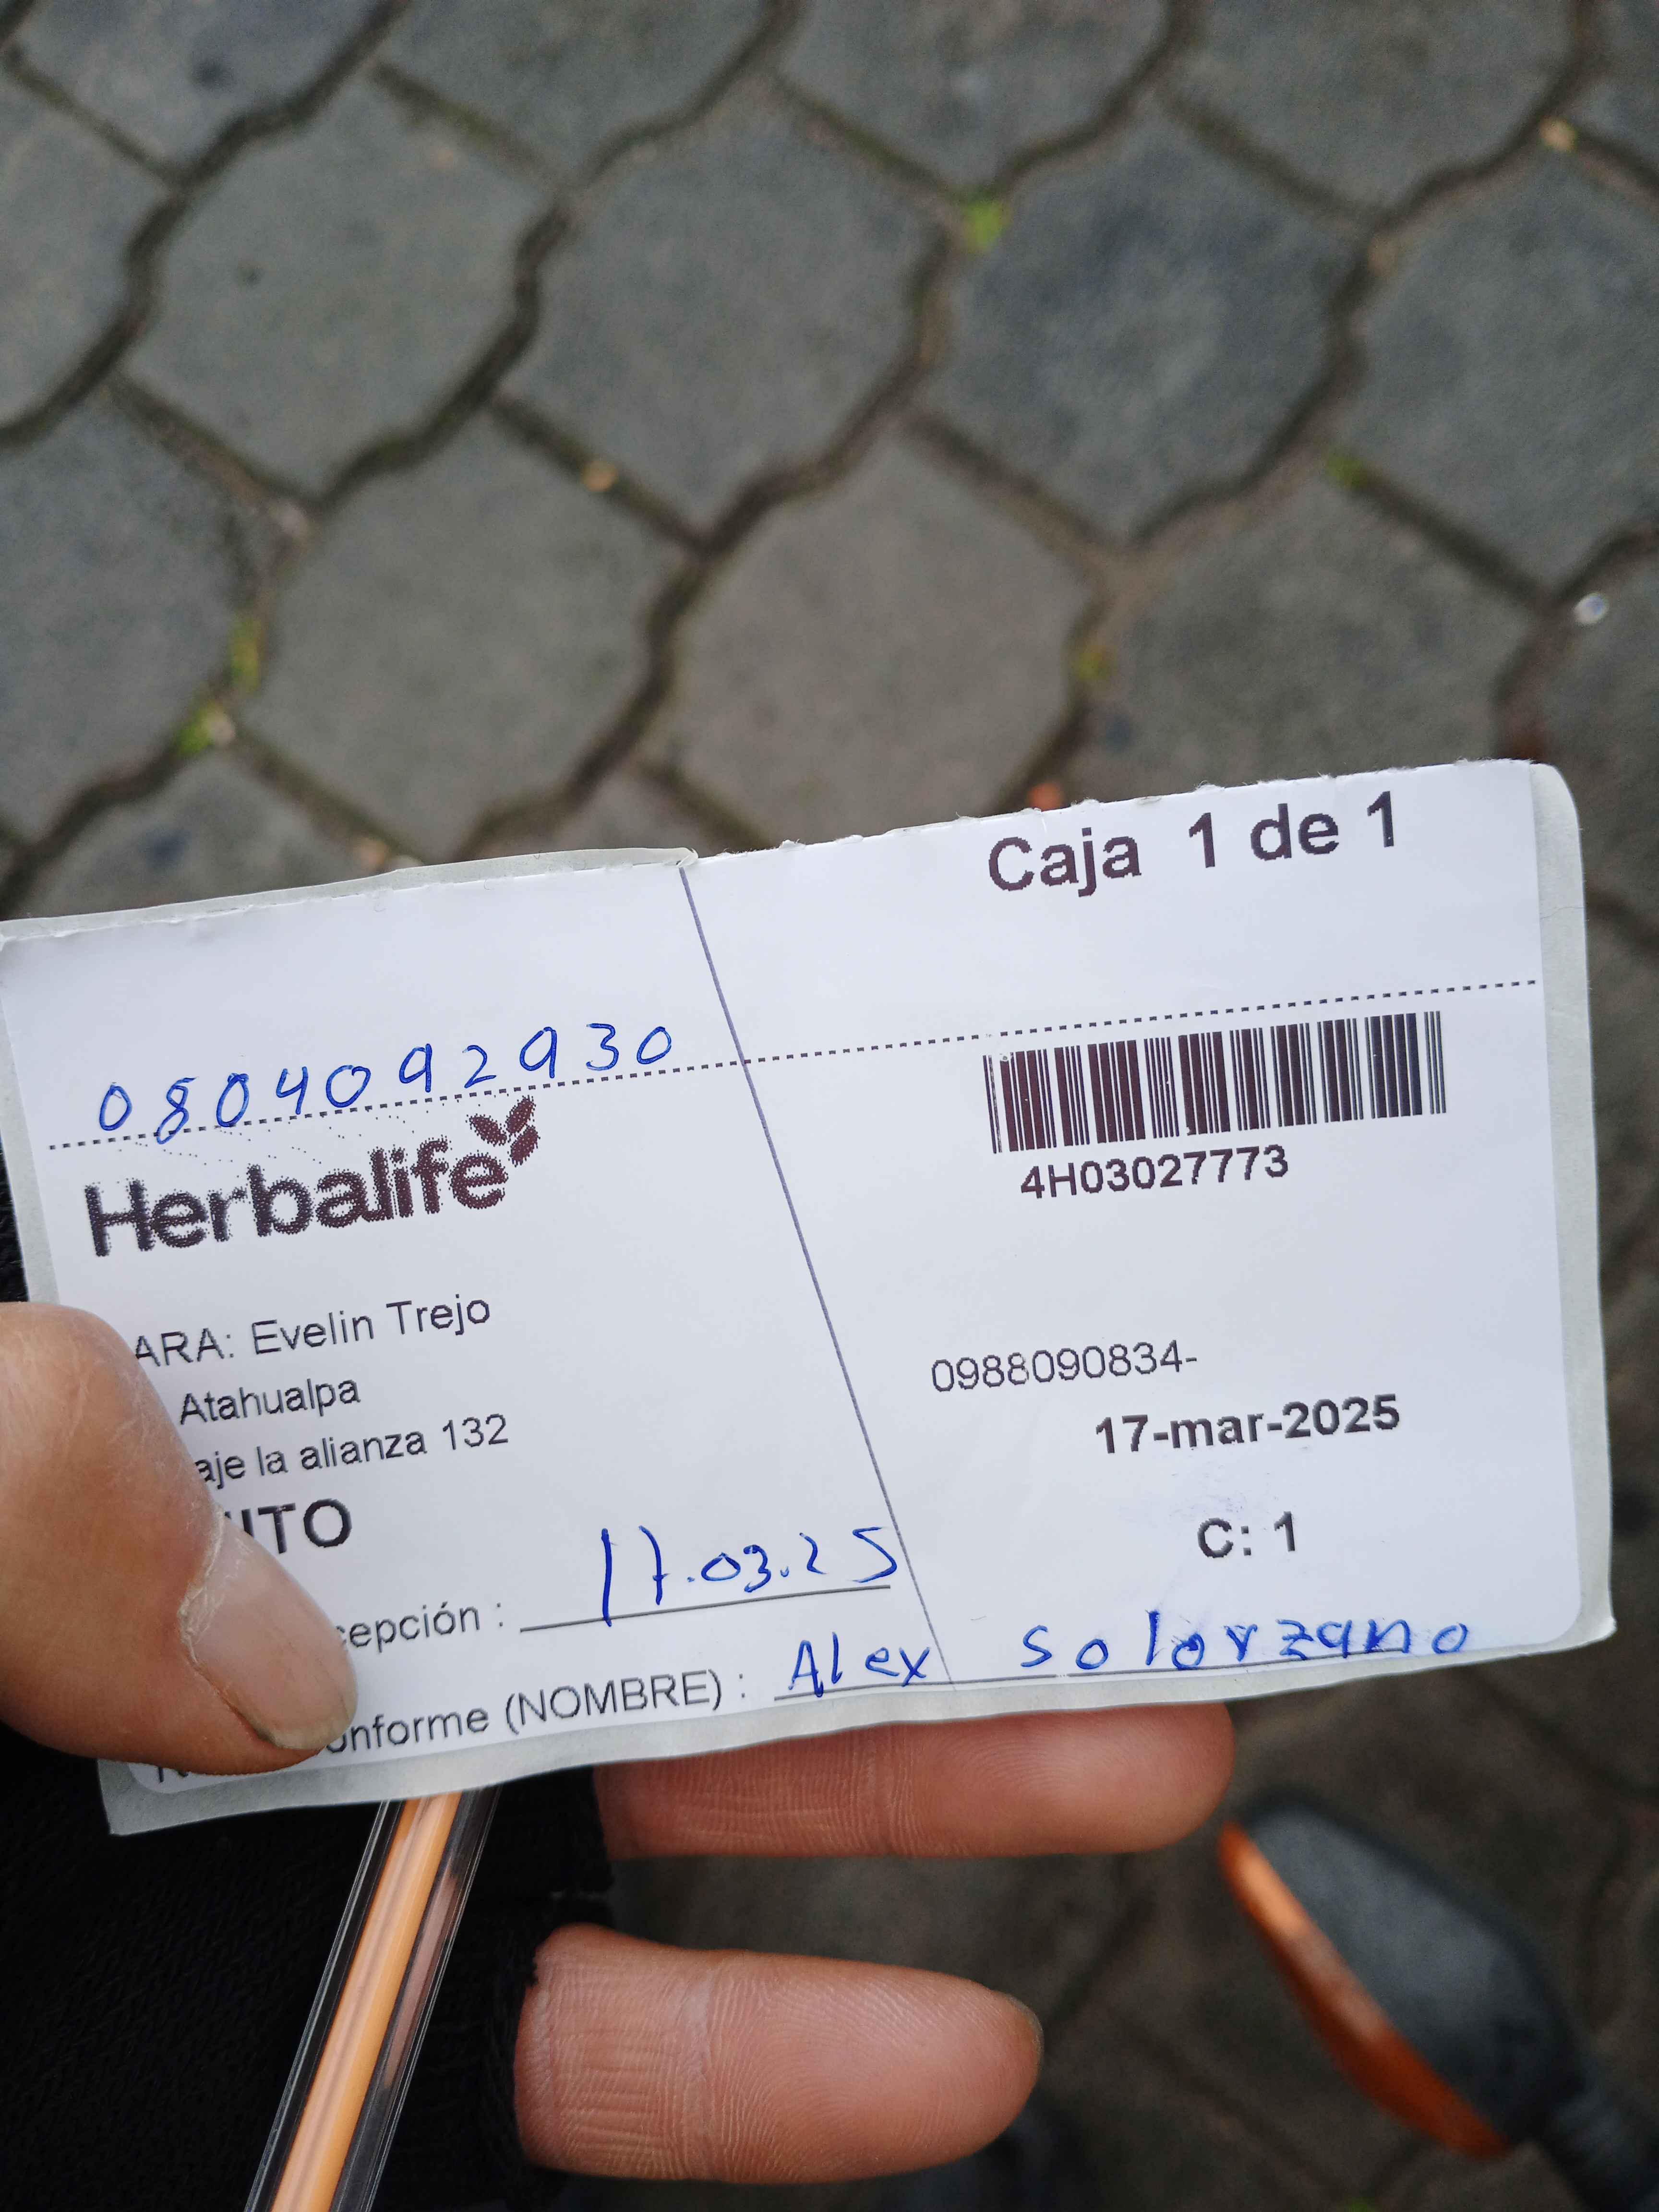 Caja 1 de 1
0804092930
Herbalife
4H03027773
ARA: Evelin Trejo
Atahualpa
aje la alianza 132
ITO
0988090834-
17-mar-2025
C: 1
cepción : 17.03.25
onforme (NOMBRE) : Alex Solorzano